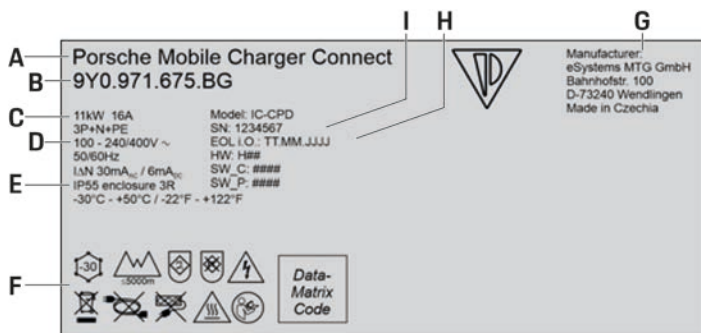 I
H
G
A
Porsche Mobile Charger Connect
B
9Y0.971.675.BG
Manufacturer:
eSystems MTG GmbH
Bahnhofstr. 100
D-73240 Wendlingen
Made in Czechia
C
11kW 16A
3P+N+PE
D
100 - 240/400V ~
50/60Hz
I∆N 30mAAC / 6mADC
E
IP55 enclosure 3R
-30°C - +50°C / -22°F - +122°F
Model: IC-CPD
SN: 1234567
EOL i.O.: TT.MM.JJJJ
HW: H##
SW_C: ####
SW_P: ####
F
-30
≤5000m
2
Data-
Matrix
Code